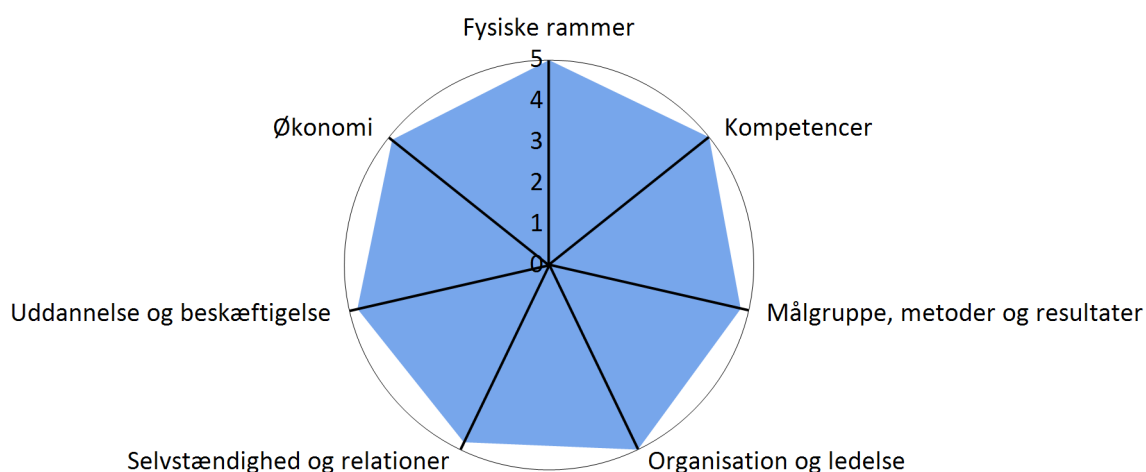 Fysiske rammer
5
4
3
2
1
0
Økonomi
Kompetencer
Uddannelse og beskæftigelse
Målgruppe, metoder og resultater
Selvstændighed og relationer
Organisation og ledelse